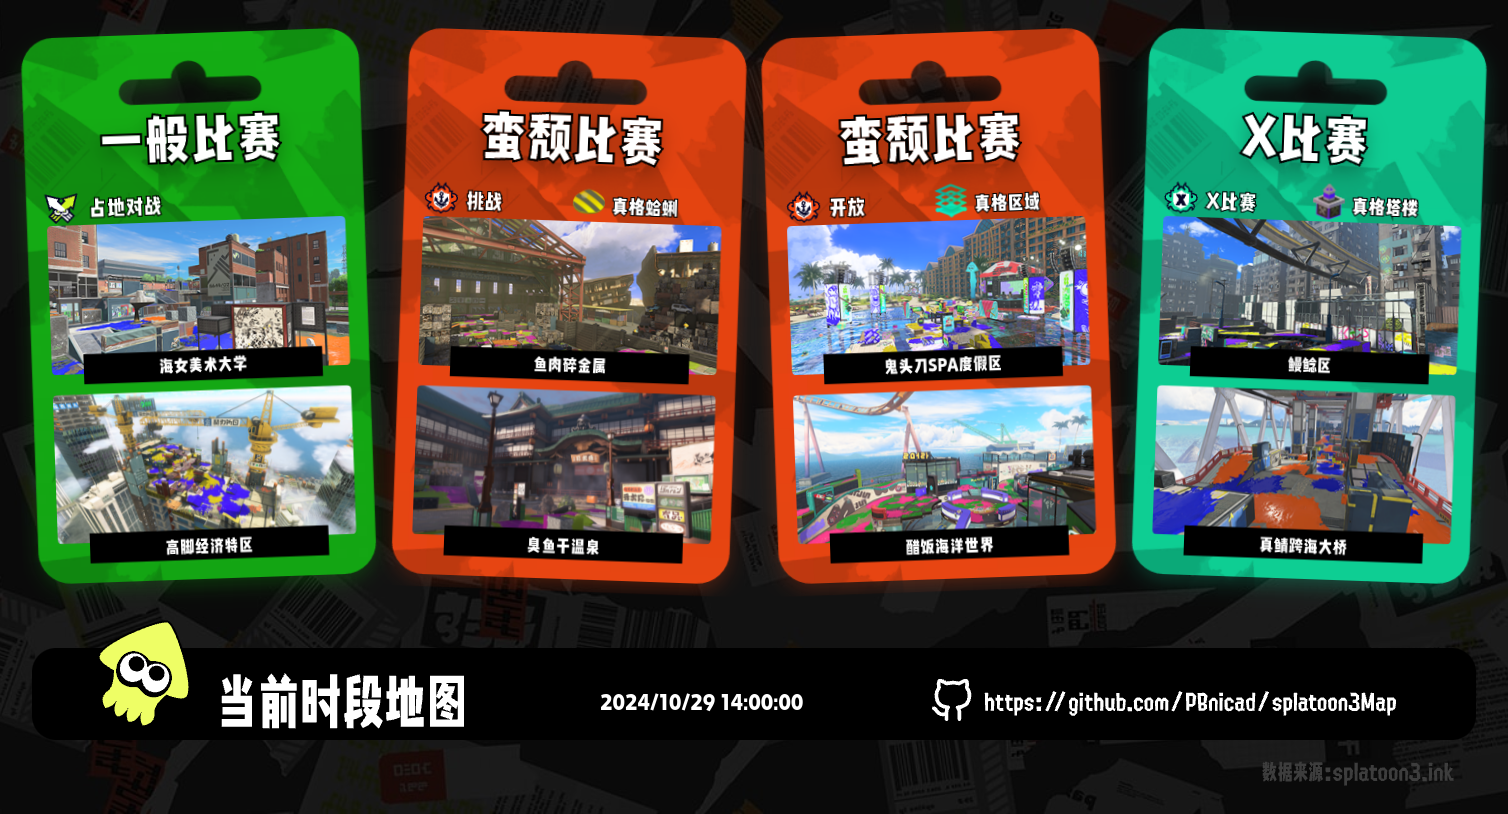 一般比赛
占地对战
海女美术大学
高脚经济特区
蛮颓比赛
挑战
真格蛤蜊
鱼肉碎金属
臭鱼干温泉
蛮颓比赛
开放
真格区域
鬼头刀SPA度假区
醋饭海洋世界
X比赛
X比赛
真格塔楼
鳗鲶区
真鲭跨海大桥
当前时段地图
2024/10/29 14:00:00
https://github.com/PBnicad/splatoon3Map
数据来源:splatoon3.ink